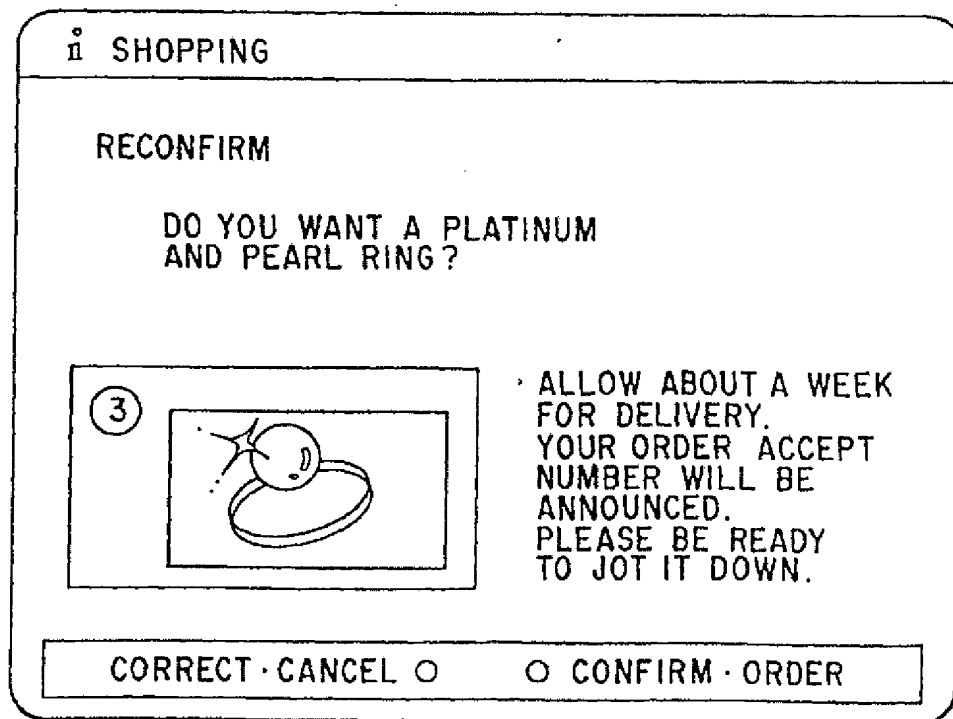 i SHOPPING
RECONFIRM
DO YOU WANT A PLATINUM
AND PEARL RING?
3
ALLOW ABOUT A WEEK
FOR DELIVERY.
YOUR ORDER ACCEPT
NUMBER WILL BE
ANNOUNCED.
PLEASE BE READY
TO JOT IT DOWN.
CORRECT · CANCEL ○ ○ CONFIRM · ORDER